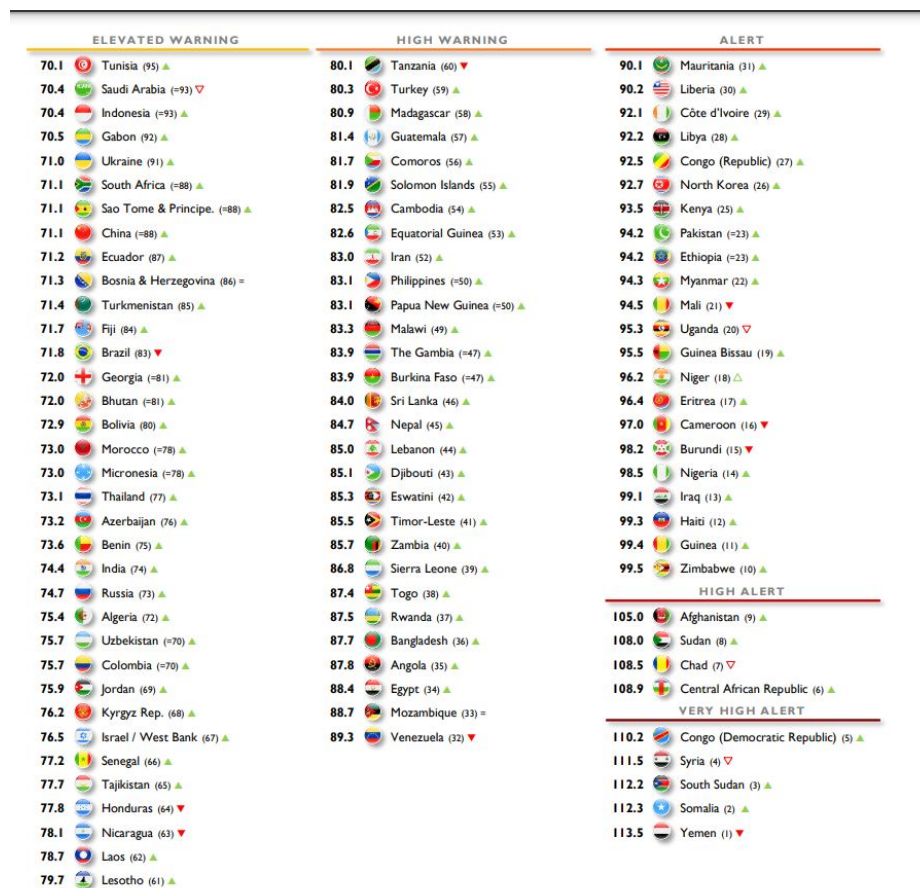 ELEVATED WARNING
70.1 Tunisia (95) ▲
70.4 Saudi Arabia (=93) ▽
70.4 Indonesia (=93) ▲
70.5 Gabon (92) ▲
71.0 Ukraine (91) ▲
71.1 South Africa (=88) ▲
71.1 Sao Tome & Principe. (=88) ▲
71.1 China (=88) ▲
71.2 Ecuador (87) ▲
71.3 Bosnia & Herzegovina (86) =
71.4 Turkmenistan (85) ▲
71.7 Fiji (84) ▲
71.8 Brazil (83) ▼
72.0 Georgia (=81) ▲
72.0 Bhutan (=81) ▲
72.9 Bolivia (80) ▲
73.0 Morocco (=78) ▲
73.0 Micronesia (=78) ▲
73.1 Thailand (77) ▲
73.2 Azerbaijan (76) ▲
73.6 Benin (75) ▲
74.4 India (74) ▲
74.7 Russia (73) ▲
75.4 Algeria (72) ▲
75.7 Uzbekistan (=70) ▲
75.7 Colombia (=70) ▲
75.9 Jordan (69) ▲
76.2 Kyrgyz Rep. (68) ▲
76.5 Israel / West Bank (67) ▲
77.2 Senegal (66) ▲
77.7 Tajikistan (65) ▲
77.8 Honduras (64) ▼
78.1 Nicaragua (63) ▼
78.7 Laos (62) ▲
79.7 Lesotho (61) ▲
HIGH WARNING
80.1 Tanzania (60) ▼
80.3 Turkey (59) ▲
80.9 Madagascar (58) ▲
81.4 Guatemala (57) ▲
81.7 Comoros (56) ▲
81.9 Solomon Islands (55) ▲
82.5 Cambodia (54) ▲
82.6 Equatorial Guinea (53) ▲
83.0 Iran (52) ▲
83.1 Philippines (=50) ▲
83.1 Papua New Guinea (=50) ▲
83.3 Malawi (49) ▲
83.9 The Gambia (=47) ▲
83.9 Burkina Faso (=47) ▲
84.0 Sri Lanka (46) ▲
84.7 Nepal (45) ▲
85.0 Lebanon (44) ▲
85.1 Djibouti (43) ▲
85.3 Eswatini (42) ▲
85.5 Timor-Leste (41) ▲
85.7 Zambia (40) ▲
86.8 Sierra Leone (39) ▲
87.4 Togo (38) ▲
87.5 Rwanda (37) ▲
87.7 Bangladesh (36) ▲
87.8 Angola (35) ▲
88.4 Egypt (34) ▲
88.7 Mozambique (33) =
89.3 Venezuela (32) ▼
ALERT
90.1 Mauritania (31) ▲
90.2 Liberia (30) ▲
92.1 Côte d'Ivoire (29) ▲
92.2 Libya (28) ▲
92.5 Congo (Republic) (27) ▲
92.7 North Korea (26) ▲
93.5 Kenya (25) ▲
94.2 Pakistan (=23) ▲
94.2 Ethiopia (=23) ▲
94.3 Myanmar (22) ▲
94.5 Mali (21) ▼
95.3 Uganda (20) ▽
95.5 Guinea Bissau (19) ▲
96.2 Niger (18) △
96.4 Eritrea (17) ▲
97.0 Cameroon (16) ▼
98.2 Burundi (15) ▼
98.5 Nigeria (14) ▲
99.1 Iraq (13) ▲
99.3 Haiti (12) ▲
99.4 Guinea (11) ▲
99.5 Zimbabwe (10) ▲
HIGH ALERT
105.0 Afghanistan (9) ▲
108.0 Sudan (8) ▲
108.5 Chad (7) ▽
108.9 Central African Republic (6) ▲
VERY HIGH ALERT
110.2 Congo (Democratic Republic) (5) ▲
111.5 Syria (4) ▽
112.2 South Sudan (3) ▲
112.3 Somalia (2) ▲
113.5 Yemen (1) ▼